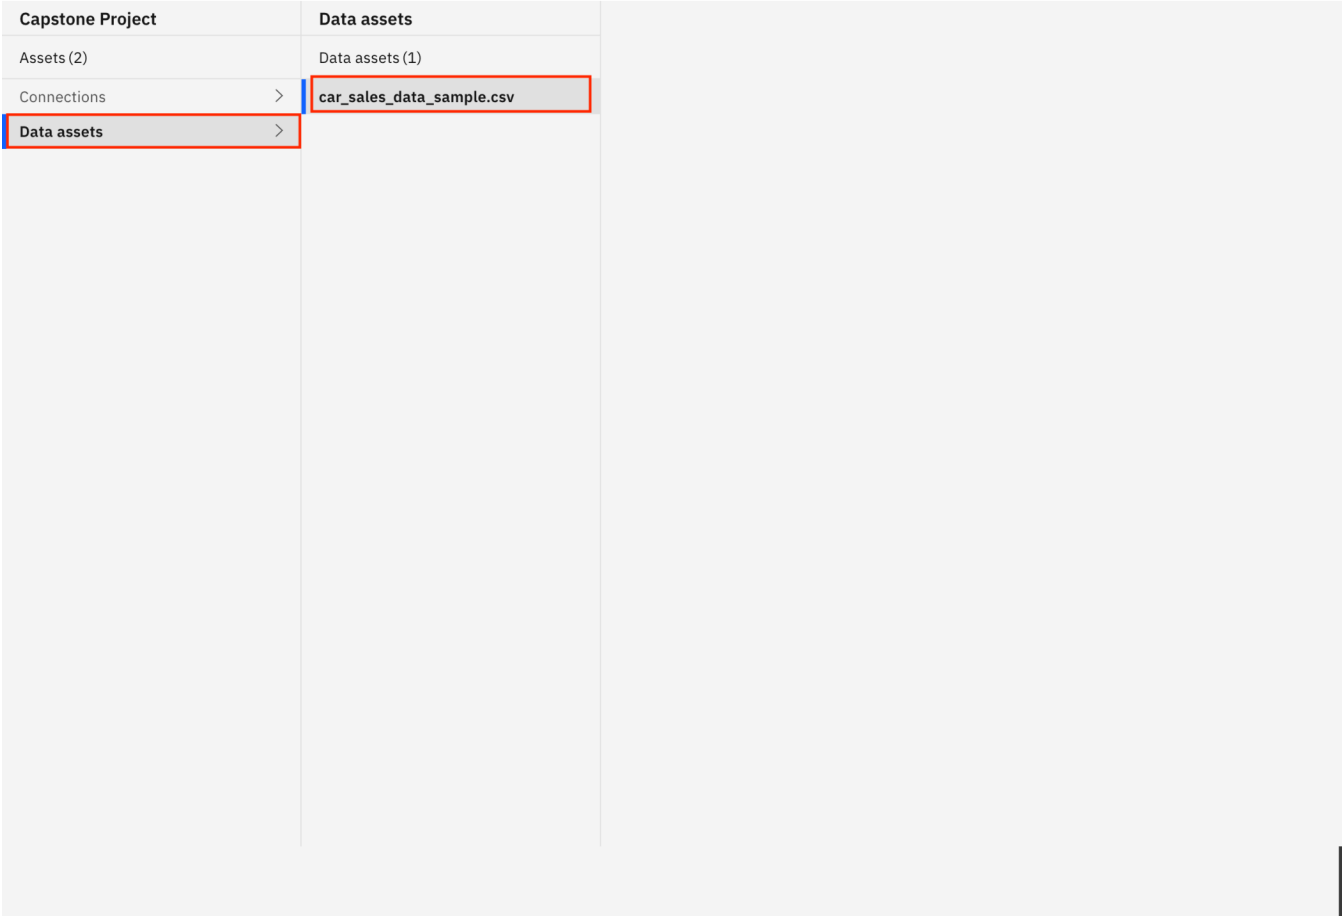 Capstone Project
Assets (2)
Connections
Data assets
Data assets
Data assets (1)
car_sales_data_sample.csv